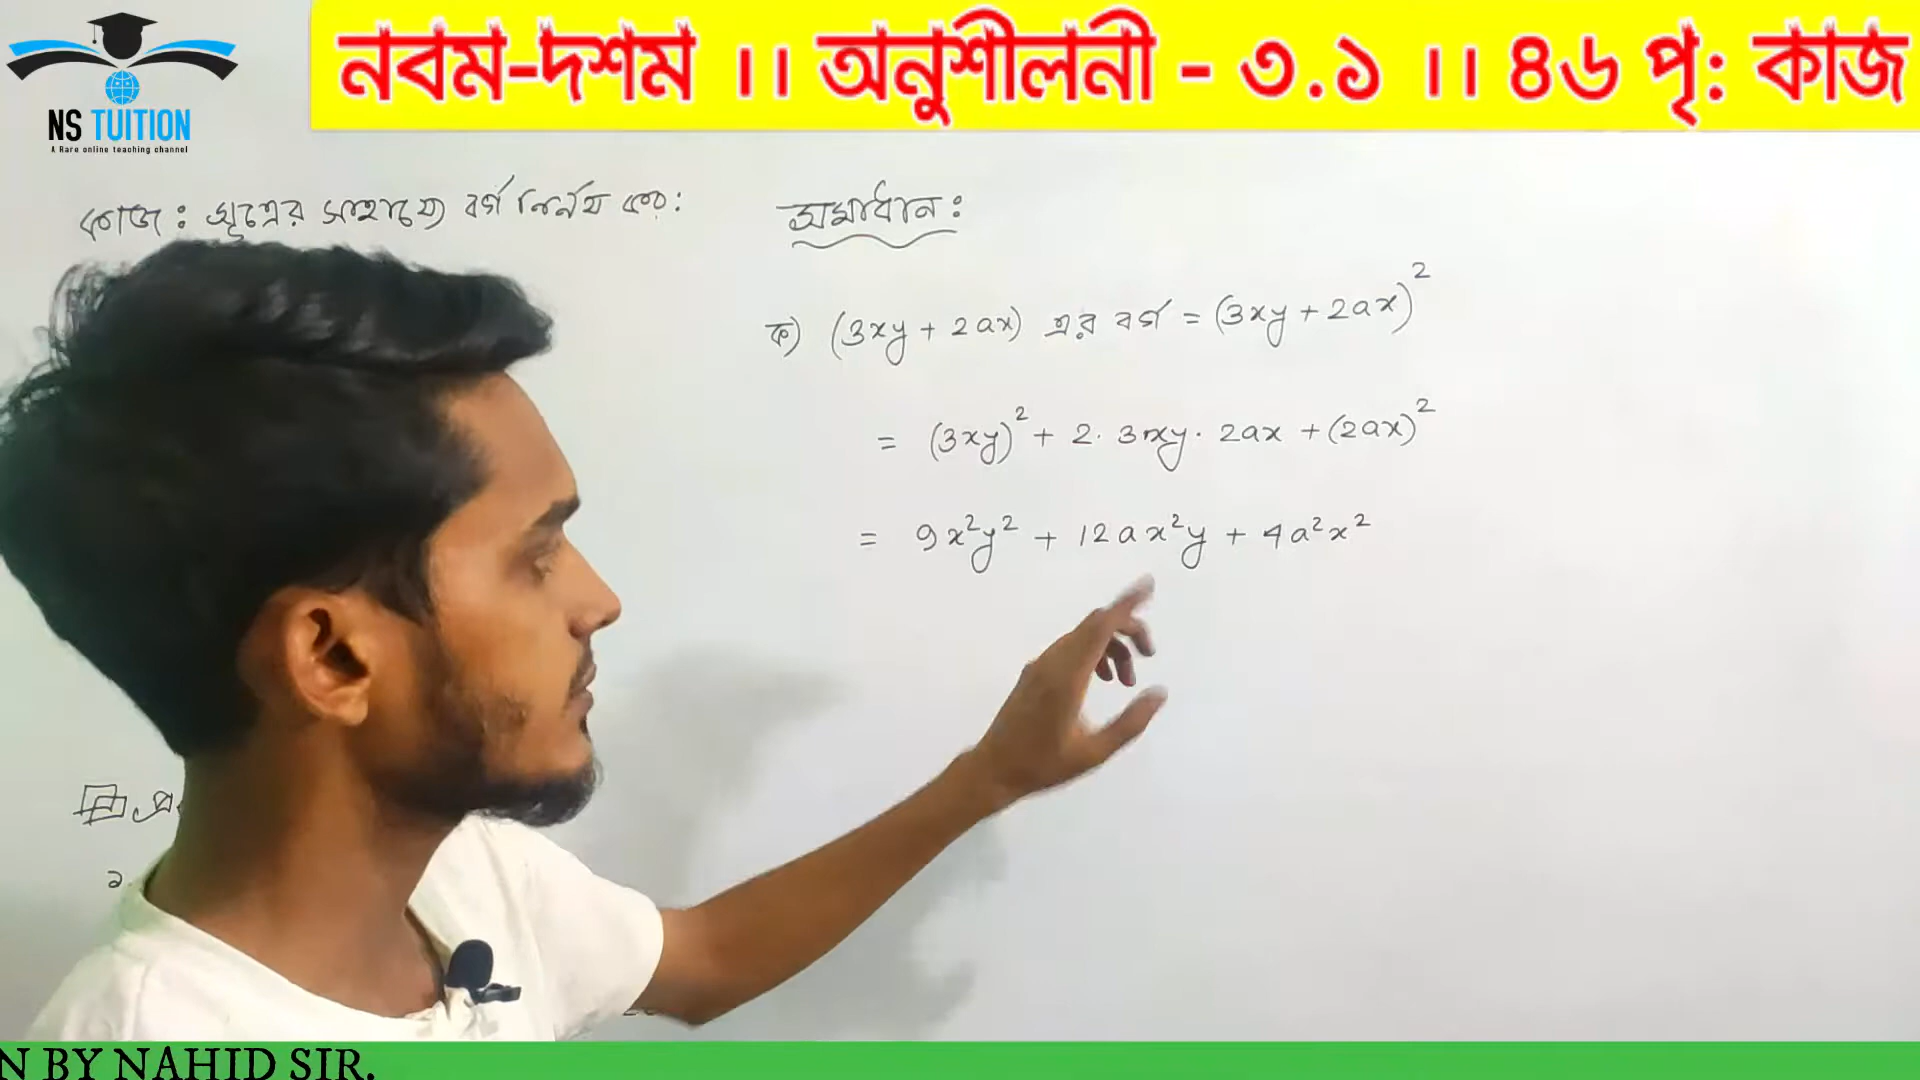 নবম-দশম ।। অনুশীলনী - ৩.১ ।। ৪৬ পৃ: কাজ
NS TUITION
A Rare online teaching channel
কাজ : সূত্রের সাহায্যে বর্গ নির্ণয় কর:
সমাধান :
ক) (3xy + 2ax) এর বর্গ = (3xy + 2ax)²
= (3xy)² + 2. 3xy. 2ax + (2ax)²
= 9x²y² + 12ax²y + 4a²x²
১.
N BY NAHID SIR.